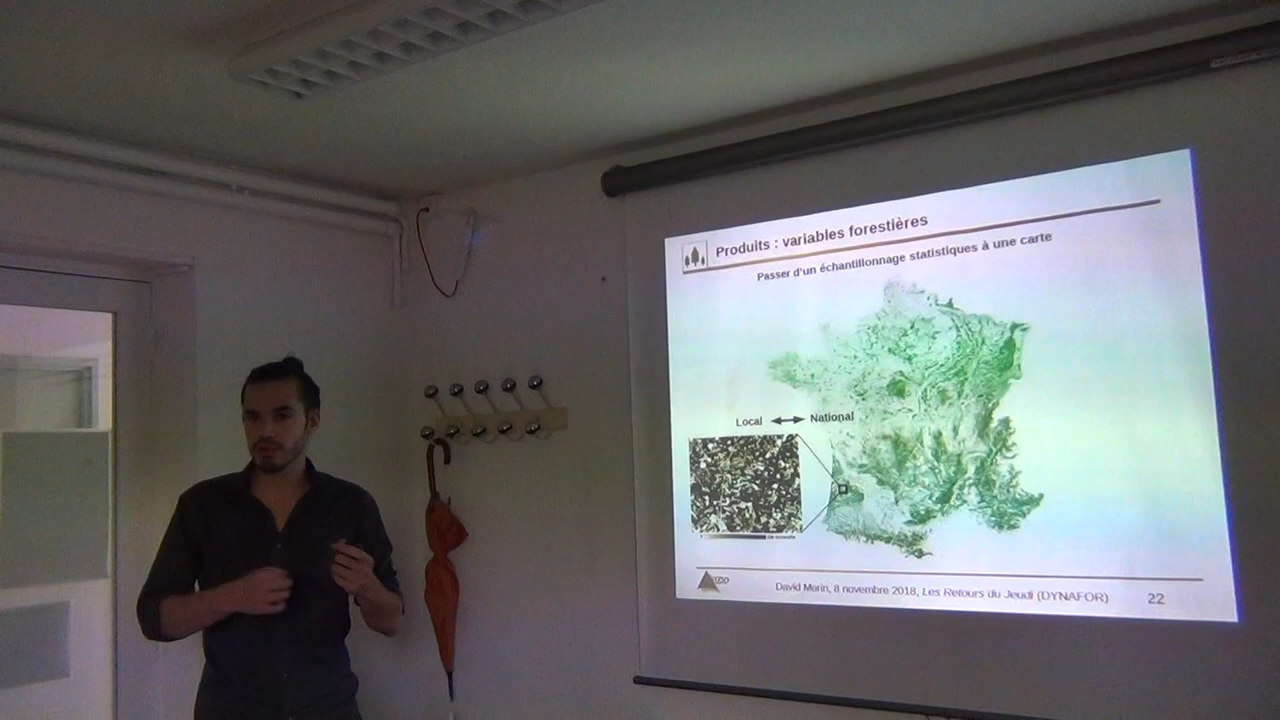 Produits : variables forestières
Passer d'un échantillonnage statistiques à une carte
Local National
David Merin, 8 novembre 2018, Les Retours du Jeudi (DYNAFOR)
22